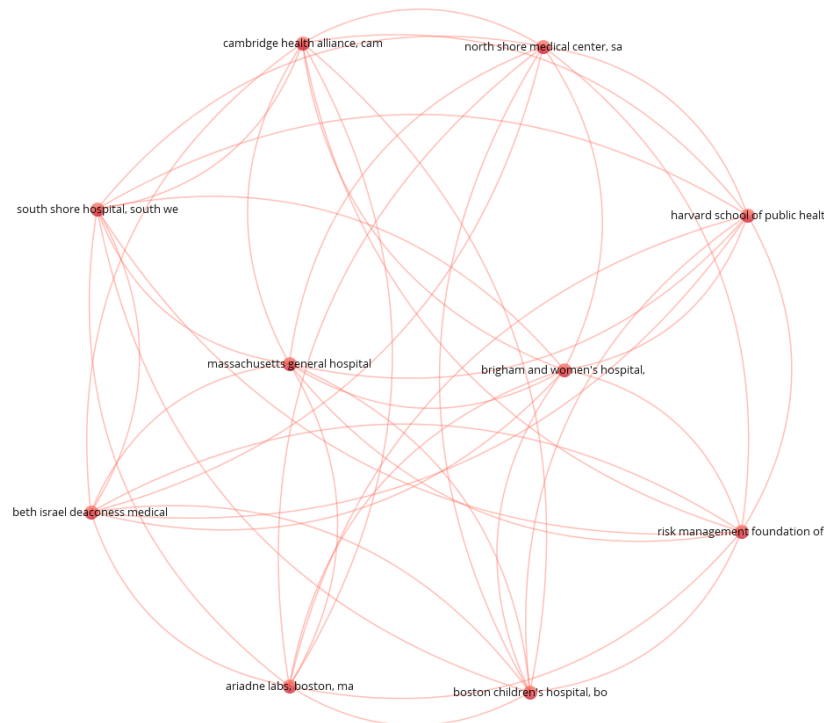 cambridge health alliance, cam
north shore medical center, sa
south shore hospital, south we
harvard school of public healt
massachusetts general hospital
brigham and women's hospital,
beth israel deaconess medical
risk management foundation of
ariadne labs, boston, ma
boston children's hospital, bo